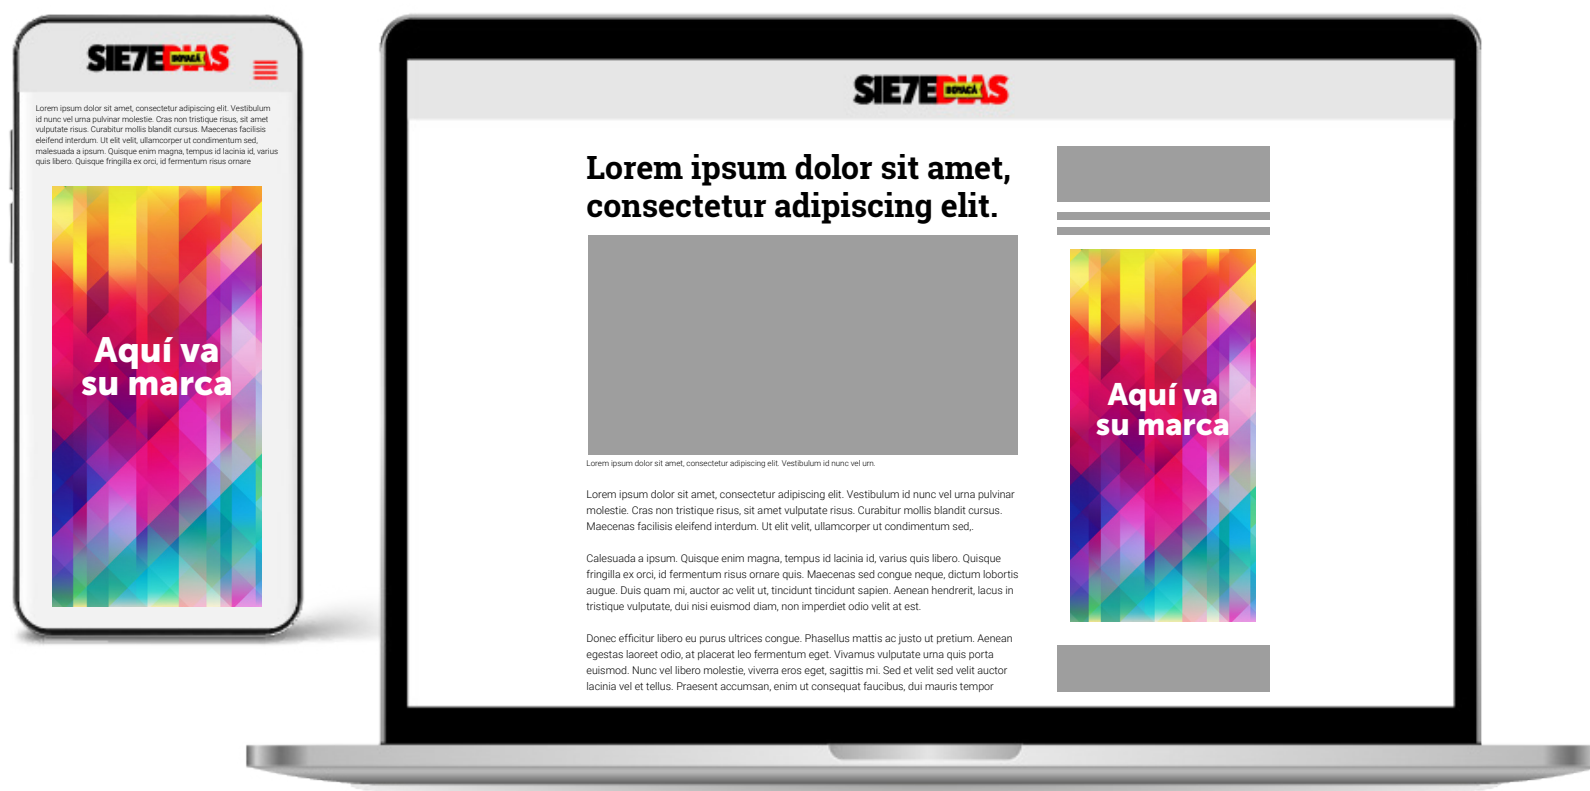 SIE7EDIAS
BOYACÁ
Lorem ipsum dolor sit amet, consectetur adipiscing elit. Vestibulum
id nunc vel urna pulvinar molestie. Cras non tristique risus, sit amet
vulputate risus. Curabitur mollis blandit cursus. Maecenas facilisis
eleifend interdum. Ut elit velit, ullamcorper ut condimentum sed,
malesuada a ipsum. Quisque enim magna, tempus id lacinia id, varius
quis libero. Quisque fringilla ex orci, id fermentum risus ornare
Aquí va
su marca
SIE7EDIAS
BOYACÁ
Lorem ipsum dolor sit amet,
consectetur adipiscing elit.
Lorem ipsum dolor sit amet, consectetur adipiscing elit. Vestibulum id nunc vel urn.
Lorem ipsum dolor sit amet, consectetur adipiscing elit. Vestibulum id nunc vel urna pulvinar
molestie. Cras non tristique risus, sit amet vulputate risus. Curabitur mollis blandit cursus.
Maecenas facilisis eleifend interdum. Ut elit velit, ullamcorper ut condimentum sed,.
Calesuada a ipsum. Quisque enim magna, tempus id lacinia id, varius quis libero. Quisque
fringilla ex orci, id fermentum risus ornare quis. Maecenas sed congue neque, dictum lobortis
augue. Duis quam mi, auctor ac velit ut, tincidunt tincidunt sapien. Aenean hendrerit, lacus in
tristique vulputate, dui nisi euismod diam, non imperdiet odio velit at est.
Donec efficitur libero eu purus ultrices congue. Phasellus mattis ac justo ut pretium. Aenean
egestas laoreet odio, at placerat leo fermentum eget. Vivamus vulputate urna quis porta
euismod. Nunc vel libero molestie, viverra eros eget, sagittis mi. Sed et velit sed velit auctor
lacinia vel et tellus. Praesent accumsan, enim ut consequat faucibus, dui mauris tempor
Aquí va
su marca